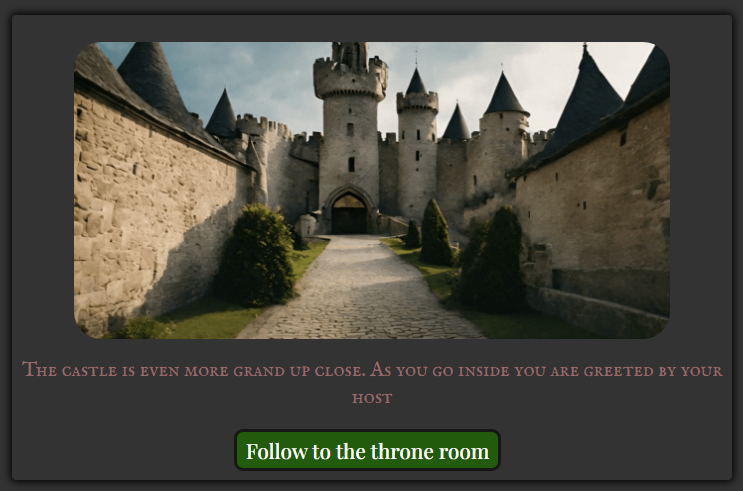 The castle is even more grand up close. As you go inside you are greeted by your
host
Follow to the throne room